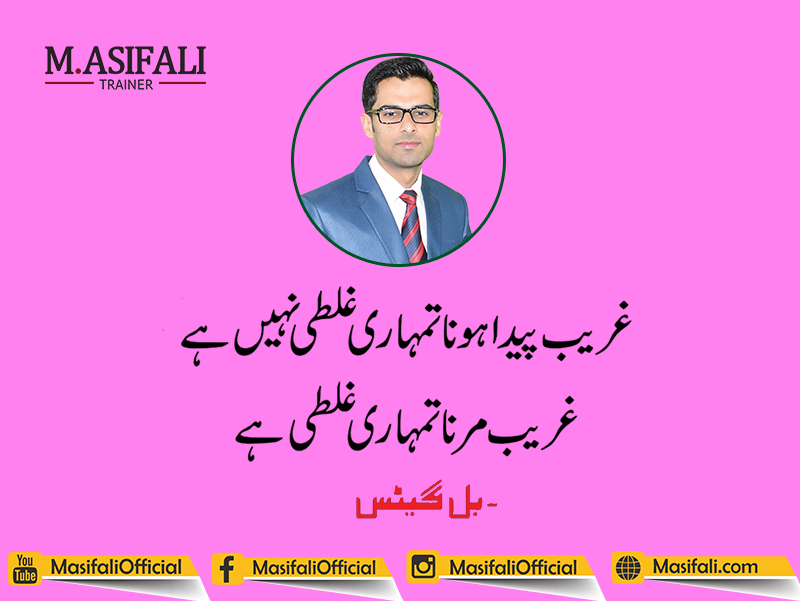 M.ASIFALI
TRAINER
غریب پیدا ہونا تمہاری غلطی نہیں ہے
غریب مرنا تمہاری غلطی ہے
- بل گیٹس
You Tube MasifaliOfficial
f MasifaliOfficial
MasifaliOfficial
Masifali.com